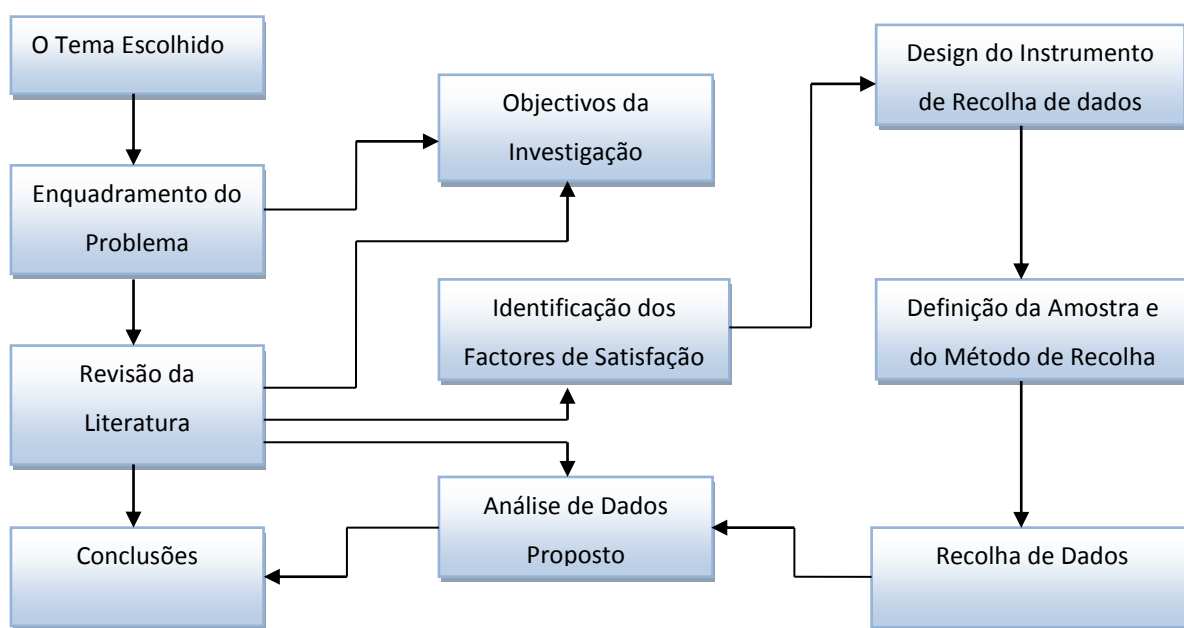 O Tema Escolhido
Enquadramento do
Problema
Revisão da
Literatura
Conclusões
Objectivos da
Investigação
Identificação dos
Factores de Satisfação
Análise de Dados
Proposto
Design do Instrumento
de Recolha de dados
Definição da Amostra e
do Método de Recolha
Recolha de Dados